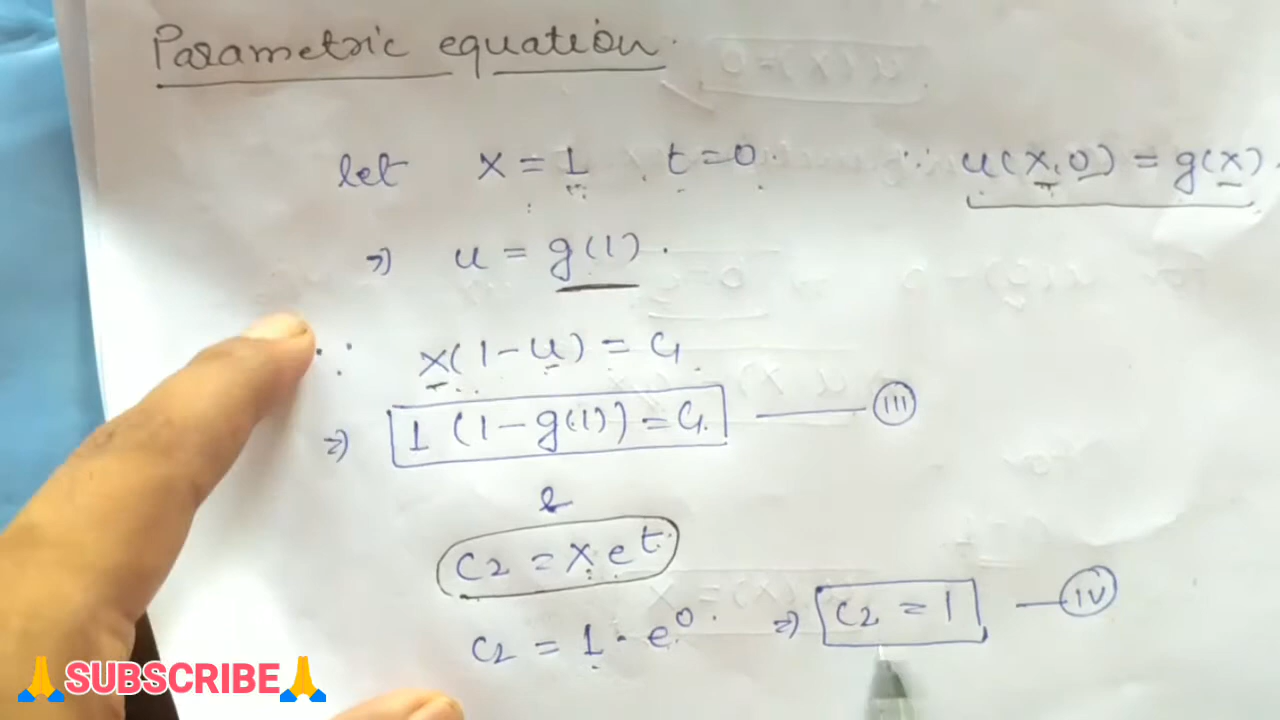 Parametric equation.
let x = 1 t = 0. ∵ u(x,0) = g(x).
⇒ u = g(1).
∴ x(1-u) = C₁
⇒ 1 (1-g(1)) = C₁. (III)
&
C₂ = x e^t.
C₂ = 1 · e^0. ⇒ C₂ = 1 (IV)
🙏SUBSCRIBE🙏